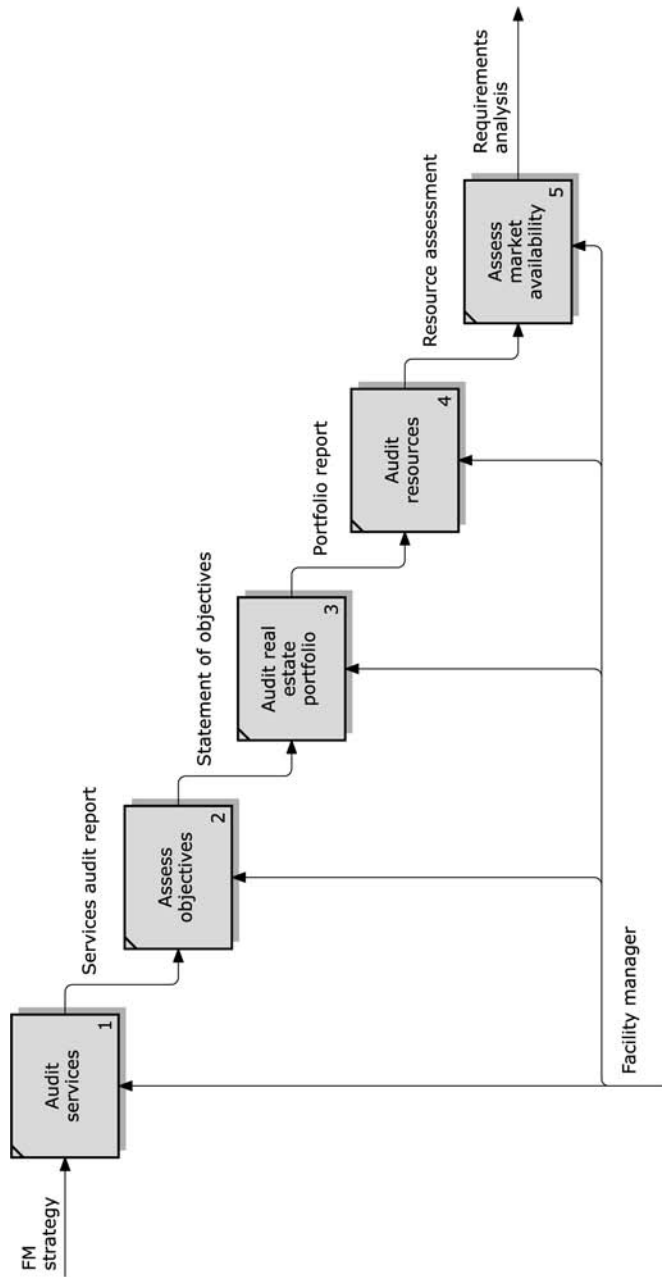 FM
strategy
Audit
services
1
Services audit report
Assess
objectives
2
Statement of objectives
Audit real
estate
portfolio
3
Portfolio report
Audit
resources
4
Resource assessment
Assess
market
availability
5
Requirements
analysis
Facility manager